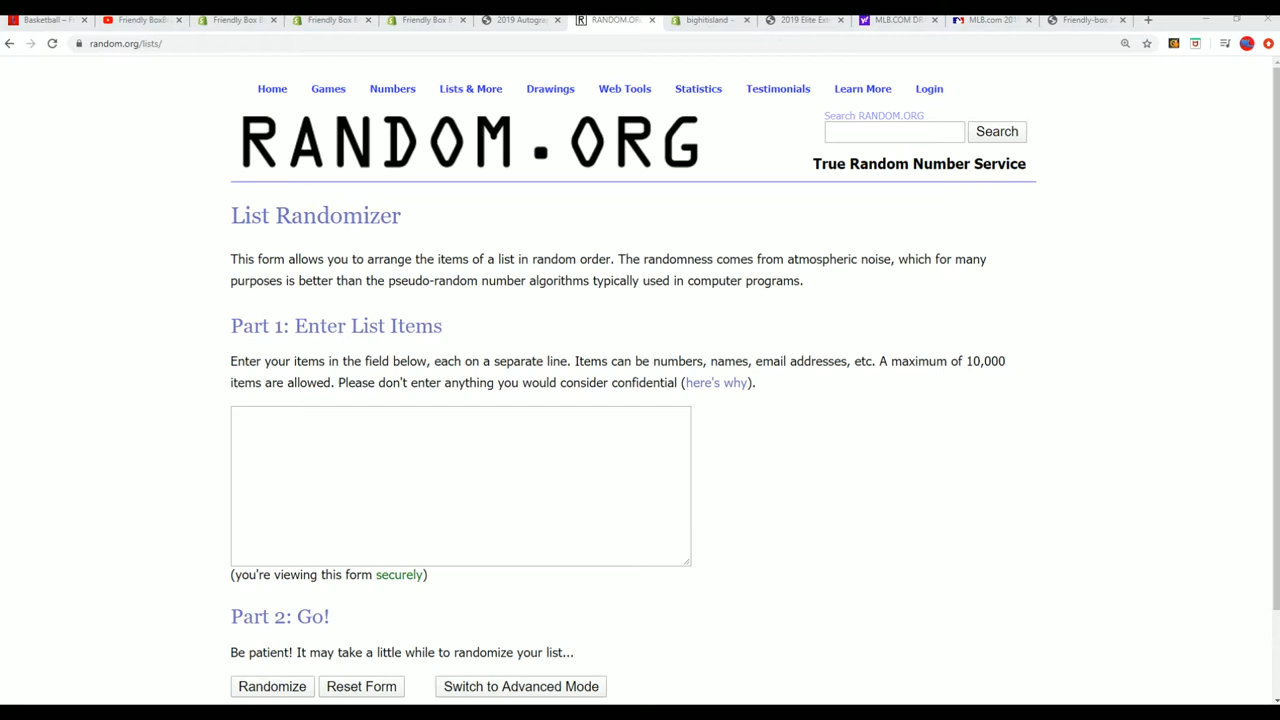 Basketball – F
Friendly BoxB
Friendly Box B
Friendly Box B
Friendly Box B
2019 Autogra
RANDOM.OR
bighitisland –
2019 Elite Ext
MLB.COM DR
MLB.com 201
Friendly-box A
random.org/lists/
Home Games Numbers Lists & More Drawings Web Tools Statistics Testimonials Learn More Login
RANDOM.ORG
Search RANDOM.ORG
Search
True Random Number Service
List Randomizer
This form allows you to arrange the items of a list in random order. The randomness comes from atmospheric noise, which for many
purposes is better than the pseudo-random number algorithms typically used in computer programs.
Part 1: Enter List Items
Enter your items in the field below, each on a separate line. Items can be numbers, names, email addresses, etc. A maximum of 10,000
items are allowed. Please don't enter anything you would consider confidential (here's why).
(you're viewing this form securely)
Part 2: Go!
Be patient! It may take a little while to randomize your list...
Randomize Reset Form Switch to Advanced Mode